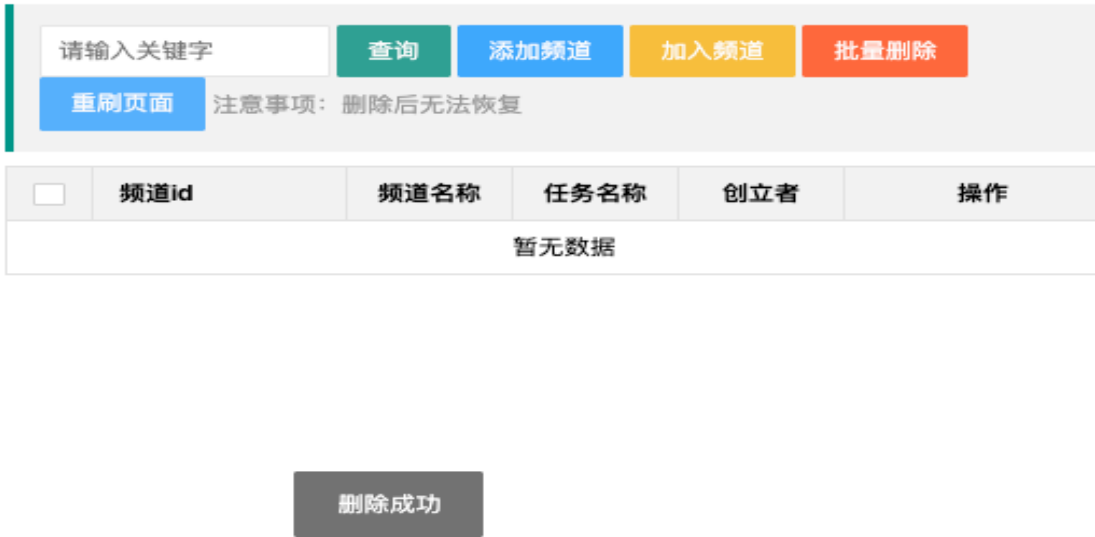 请输入关键字 查询 添加频道 加入频道 批量删除
重刷页面 注意事项：删除后无法恢复
频道id 频道名称 任务名称 创立者 操作
暂无数据
删除成功